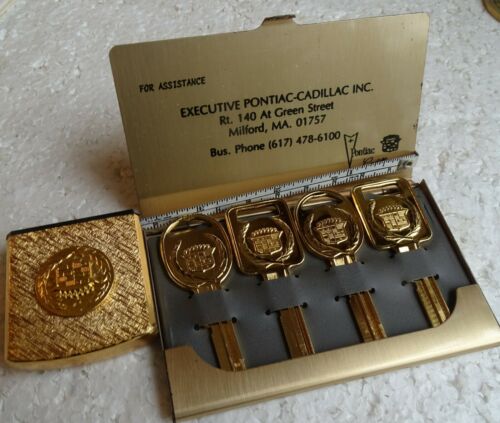 FOR ASSISTANCE
EXECUTIVE PONTIAC-CADILLAC INC.
Rt. 140 At Green Street
Milford, MA. 01757
Bus. Phone (617) 478-6100
Pontiac